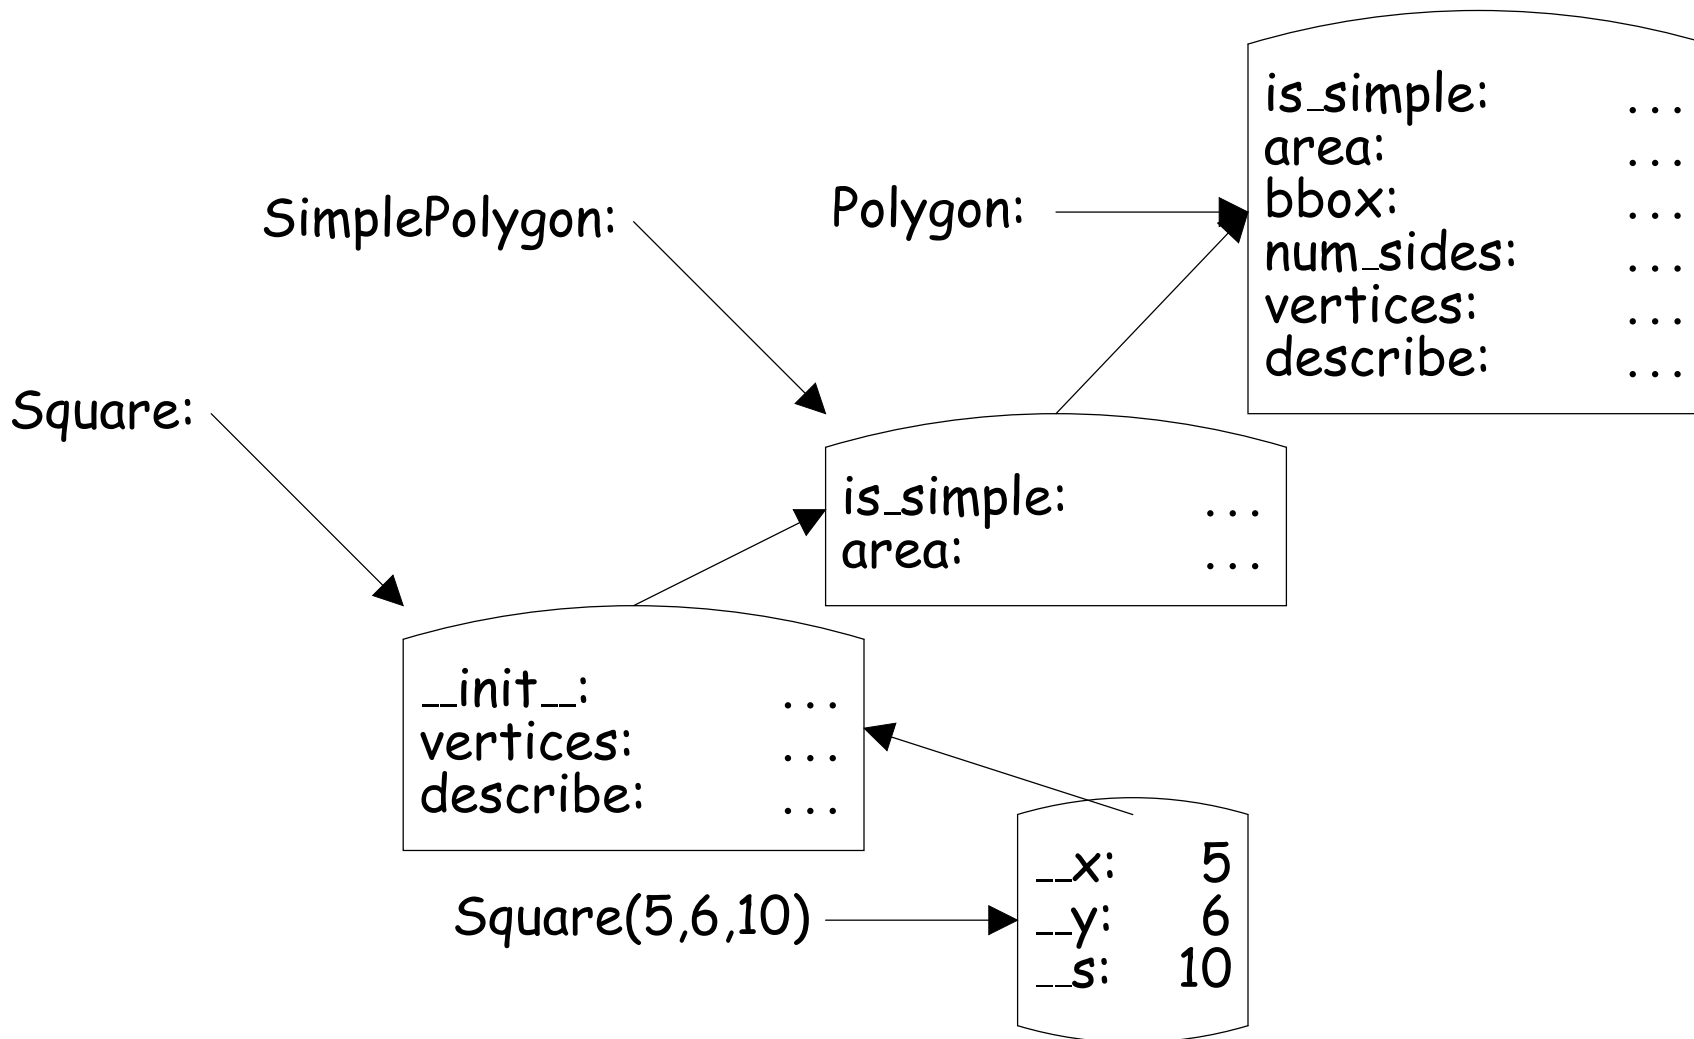 is_simple: ...
area: ...
bbox: ...
num_sides: ...
vertices: ...
describe: ...
Polygon:
SimplePolygon:
Square:
is_simple: ...
area: ...
__init__: ...
vertices: ...
describe: ...
Square(5,6,10)
__x: 5
__y: 6
__s: 10